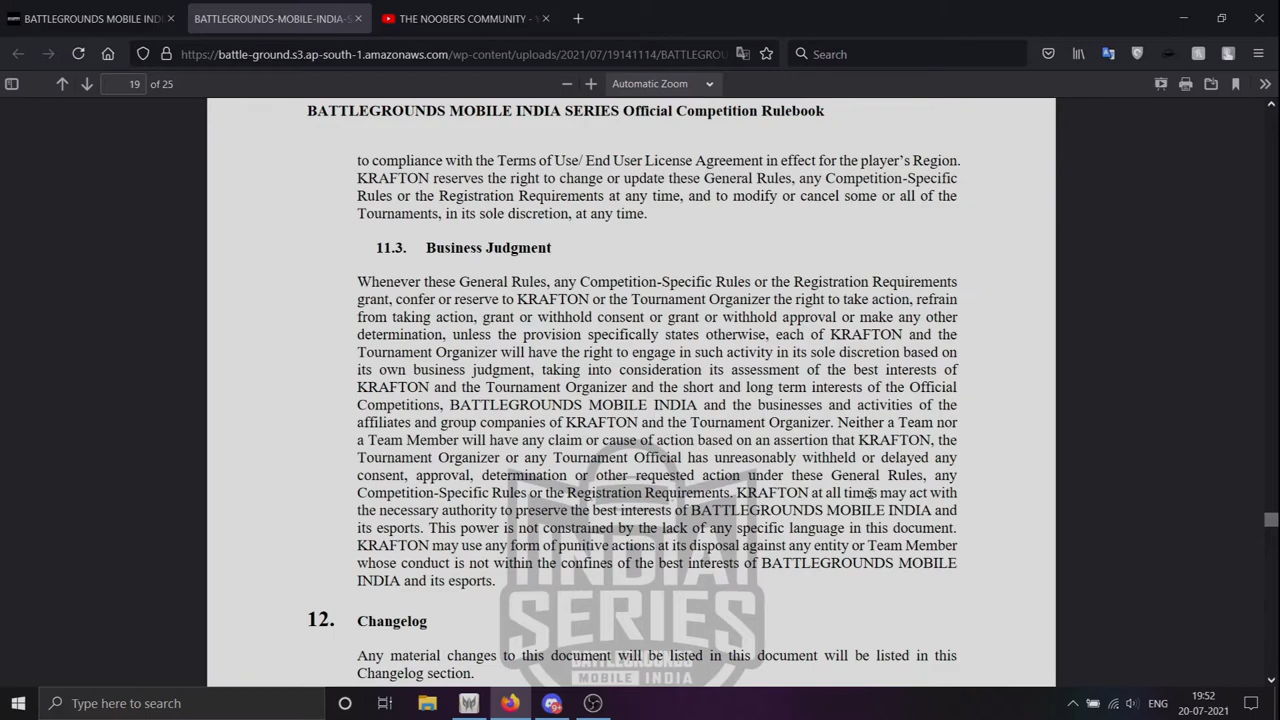 BATTLEGROUNDS MOBILE IND
BATTLEGROUNDS-MOBILE-INDIA-S
THE NOOBERS COMMUNITY - 
https://battle-ground.s3.ap-south-1.amazonaws.com/wp-content/uploads/2021/07/19141114/BATTLEGROU
Search
19 of 25
Automatic Zoom
BATTLEGROUNDS MOBILE INDIA SERIES Official Competition Rulebook
to compliance with the Terms of Use/ End User License Agreement in effect for the player's Region.
KRAFTON reserves the right to change or update these General Rules, any Competition-Specific
Rules or the Registration Requirements at any time, and to modify or cancel some or all of the
Tournaments, in its sole discretion, at any time.
11.3. Business Judgment
Whenever these General Rules, any Competition-Specific Rules or the Registration Requirements
grant, confer or reserve to KRAFTON or the Tournament Organizer the right to take action, refrain
from taking action, grant or withhold consent or grant or withhold approval or make any other
determination, unless the provision specifically states otherwise, each of KRAFTON and the
Tournament Organizer will have the right to engage in such activity in its sole discretion based on
its own business judgment, taking into consideration its assessment of the best interests of
KRAFTON and the Tournament Organizer and the short and long term interests of the Official
Competitions, BATTLEGROUNDS MOBILE INDIA and the businesses and activities of the
affiliates and group companies of KRAFTON and the Tournament Organizer. Neither a Team nor
a Team Member will have any claim or cause of action based on an assertion that KRAFTON, the
Tournament Organizer or any Tournament Official has unreasonably withheld or delayed any
consent, approval, determination or other requested action under these General Rules, any
Competition-Specific Rules or the Registration Requirements. KRAFTON at all times may act with
the necessary authority to preserve the best interests of BATTLEGROUNDS MOBILE INDIA and
its esports. This power is not constrained by the lack of any specific language in this document.
KRAFTON may use any form of punitive actions at its disposal against any entity or Team Member
whose conduct is not within the confines of the best interests of BATTLEGROUNDS MOBILE
INDIA and its esports.
INDIA
SERIES
BATTLEGROUNDS
MOBILE INDIA
12. Changelog
Any material changes to this document will be listed in this document will be listed in this
Changelog section.
Type here to search
9+
ENG
19:52
20-07-2021